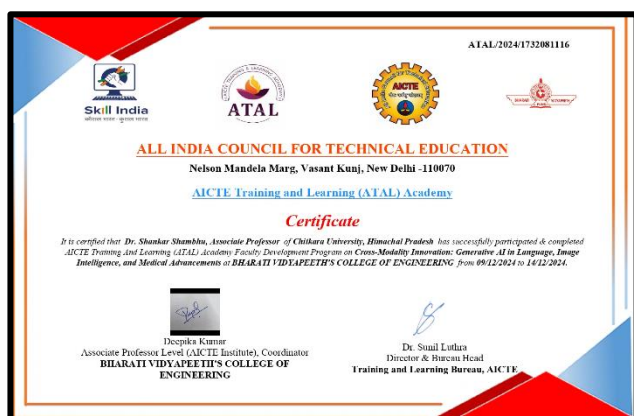 ATAL/2024/1732081116
Skill India
कौशल भारत - कुशल भारत
ATAL
AICTE
ALL INDIA COUNCIL FOR TECHNICAL EDUCATION
Nelson Mandela Marg, Vasant Kunj, New Delhi -110070
AICTE Training and Learning (ATAL) Academy
Certificate
It is certified that Dr. Shankar Shambhu, Associate Professor of Chitkara University, Himachal Pradesh has successfully participated & completed
AICTE Training And Learning (ATAL) Academy Faculty Development Program on Cross-Modality Innovation: Generative AI in Language, Image
Intelligence, and Medical Advancements at BHARATI VIDYAPEETH'S COLLEGE OF ENGINEERING from 09/12/2024 to 14/12/2024.
Deepika Kumar
Associate Professor Level (AICTE Institute), Coordinator
BHARATI VIDYAPEETH'S COLLEGE OF
ENGINEERING
Dr. Sunil Luthra
Director & Bureau Head
Training and Learning Bureau, AICTE